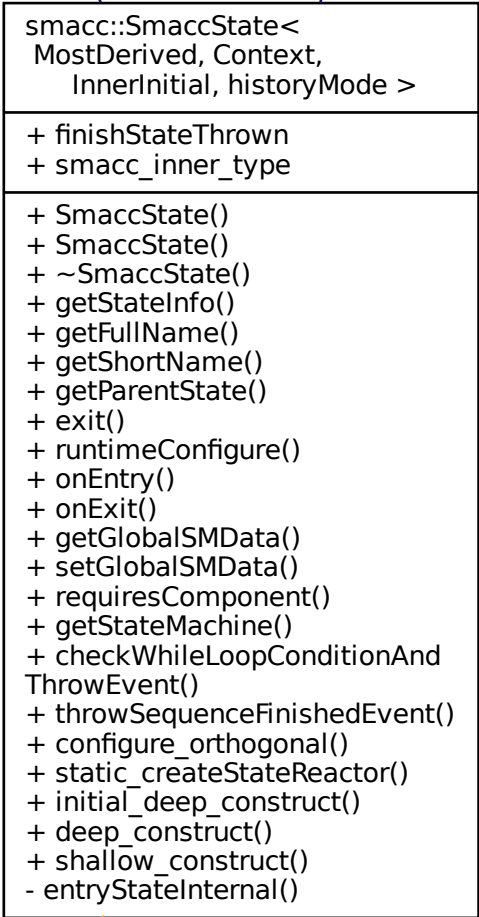 smacc::SmaccState<
MostDerived, Context,
InnerInitial, historyMode >
+ finishStateThrown
+ smacc_inner_type
+ SmaccState()
+ SmaccState()
+ ~SmaccState()
+ getStateInfo()
+ getFullName()
+ getShortName()
+ getParentState()
+ exit()
+ runtimeConfigure()
+ onEntry()
+ onExit()
+ getGlobalSMData()
+ setGlobalSMData()
+ requiresComponent()
+ getStateMachine()
+ checkWhileLoopConditionAnd
ThrowEvent()
+ throwSequenceFinishedEvent()
+ configure_orthogonal()
+ static_createStateReactor()
+ initial_deep_construct()
+ deep_construct()
+ shallow_construct()
- entryStateInternal()